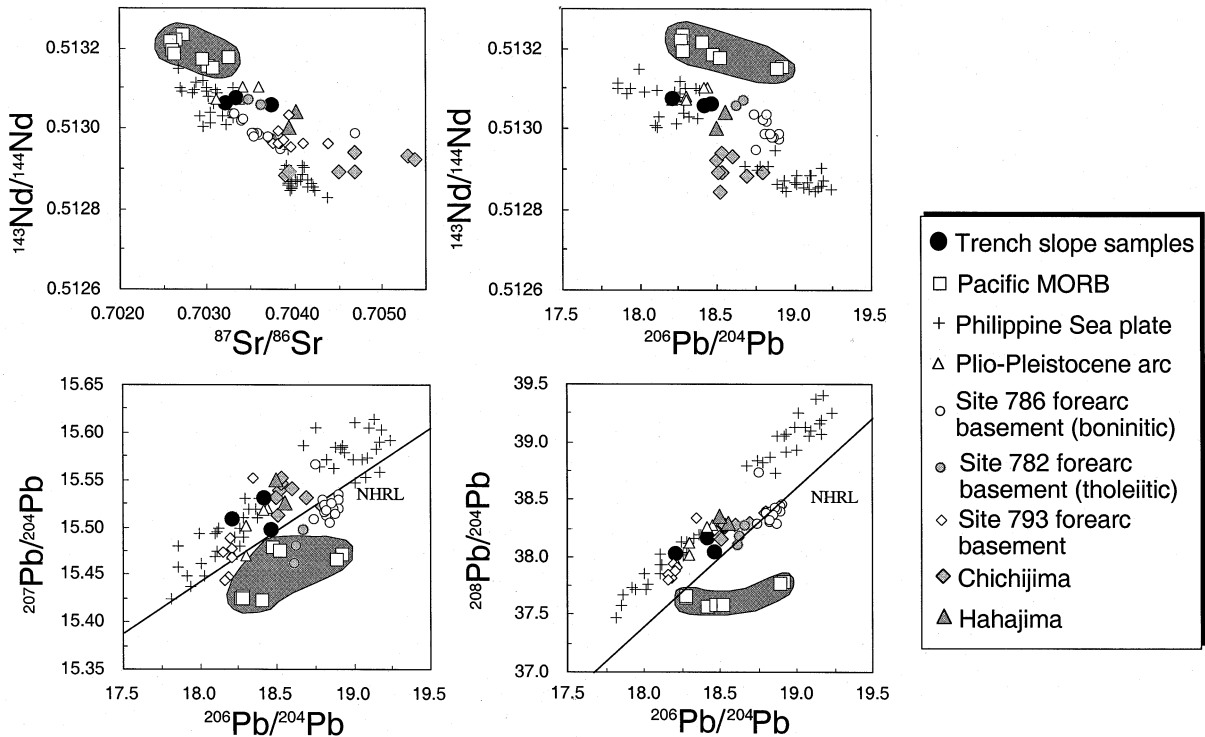 0.5132
0.5130
0.5128
0.5126
¹⁴³Nd/¹⁴⁴Nd
0.7020
0.7030
0.7040
0.7050
⁸⁷Sr/⁸⁶Sr
0.5132
0.5130
0.5128
0.5126
¹⁴³Nd/¹⁴⁴Nd
17.5
18.0
18.5
19.0
19.5
²⁰⁶Pb/²⁰⁴Pb
15.65
15.60
15.55
15.50
15.45
15.40
15.35
²⁰⁷Pb/²⁰⁴Pb
NHRL
17.5
18.0
18.5
19.0
19.5
²⁰⁶Pb/²⁰⁴Pb
39.5
39.0
38.5
38.0
37.5
37.0
²⁰⁸Pb/²⁰⁴Pb
NHRL
17.5
18.0
18.5
19.0
19.5
²⁰⁶Pb/²⁰⁴Pb
Trench slope samples
Pacific MORB
Philippine Sea plate
Plio-Pleistocene arc
Site 786 forearc
basement (boninitic)
Site 782 forearc
basement (tholeiitic)
Site 793 forearc
basement
Chichijima
Hahajima